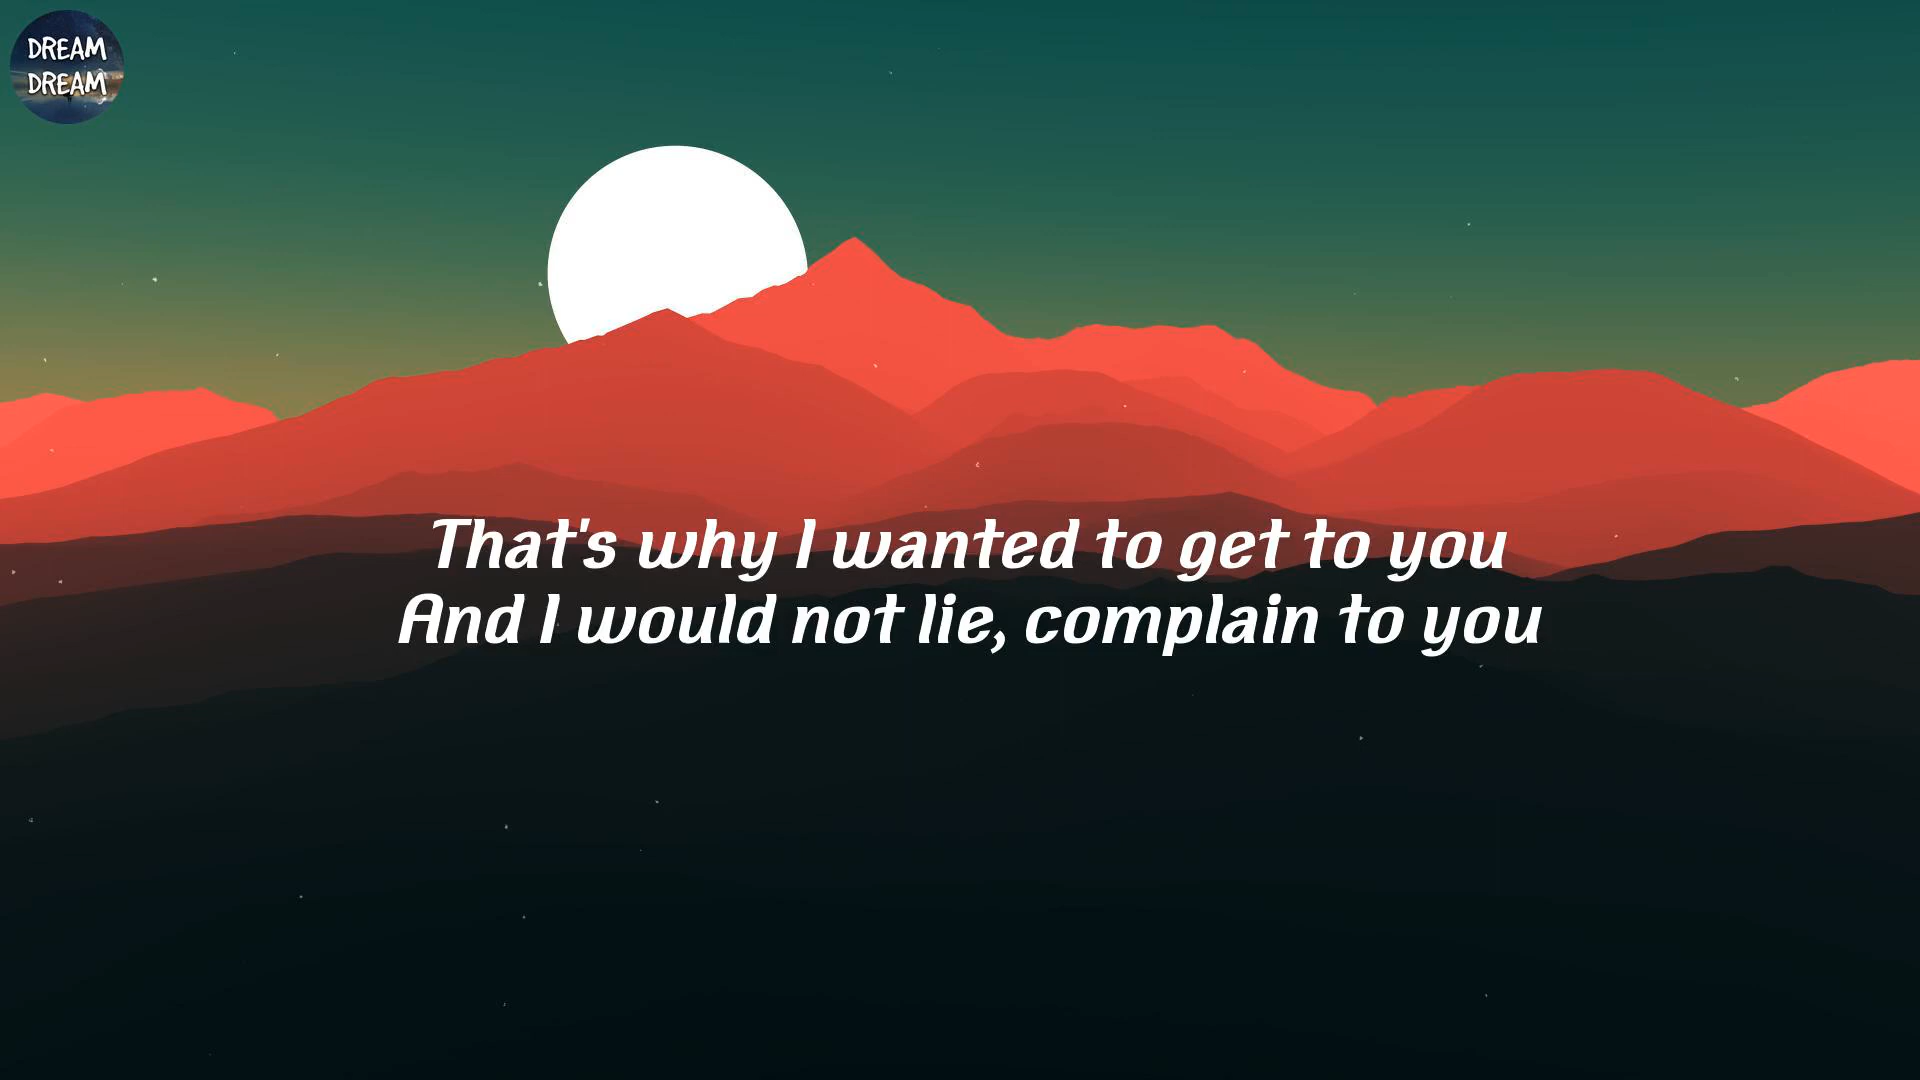 DREAM
DREAM
That's why I wanted to get to you
And I would not lie, complain to you